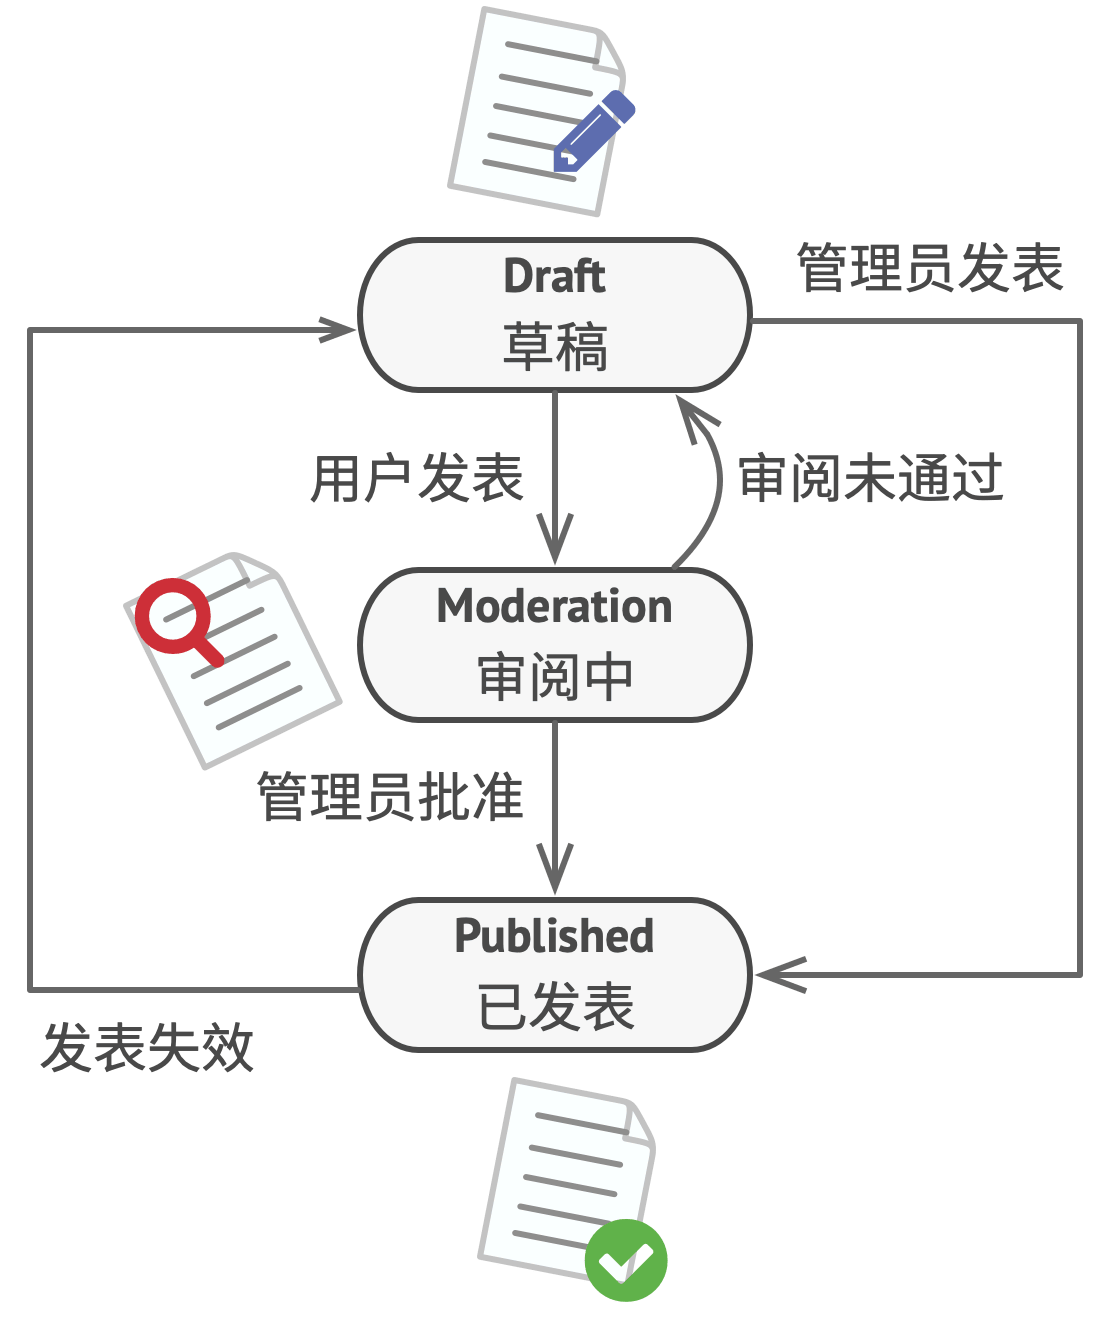 Draft
草稿
管理员发表
用户发表
审阅未通过
Moderation
审阅中
管理员批准
Published
已发表
发表失效